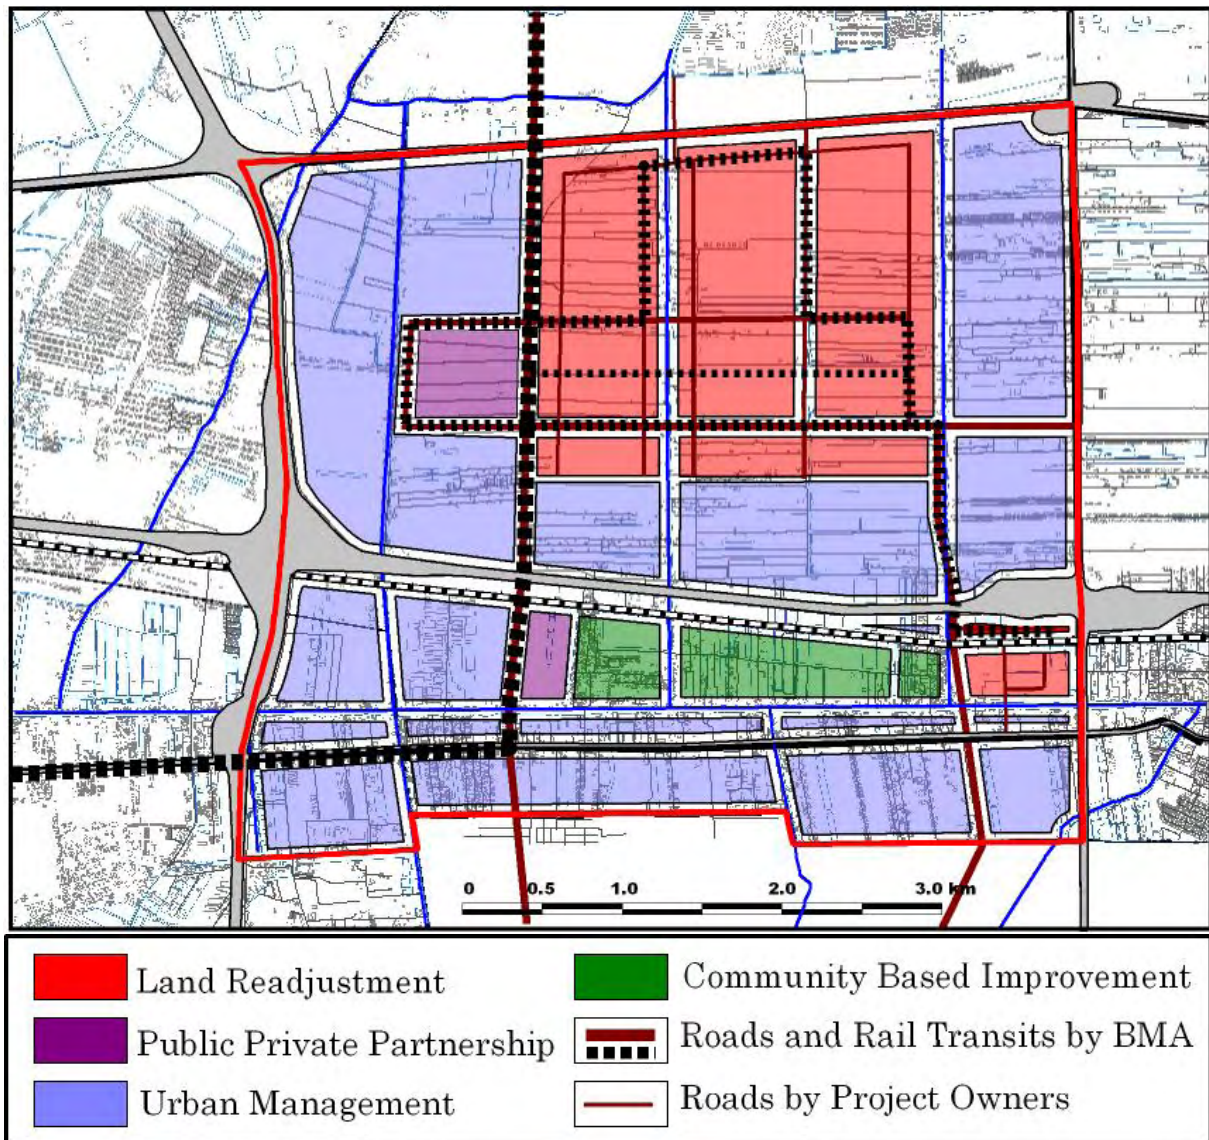 0 0.5 1.0 2.0 3.0 km
Land Readjustment
Community Based Improvement
Public Private Partnership
Roads and Rail Transits by BMA
Urban Management
Roads by Project Owners